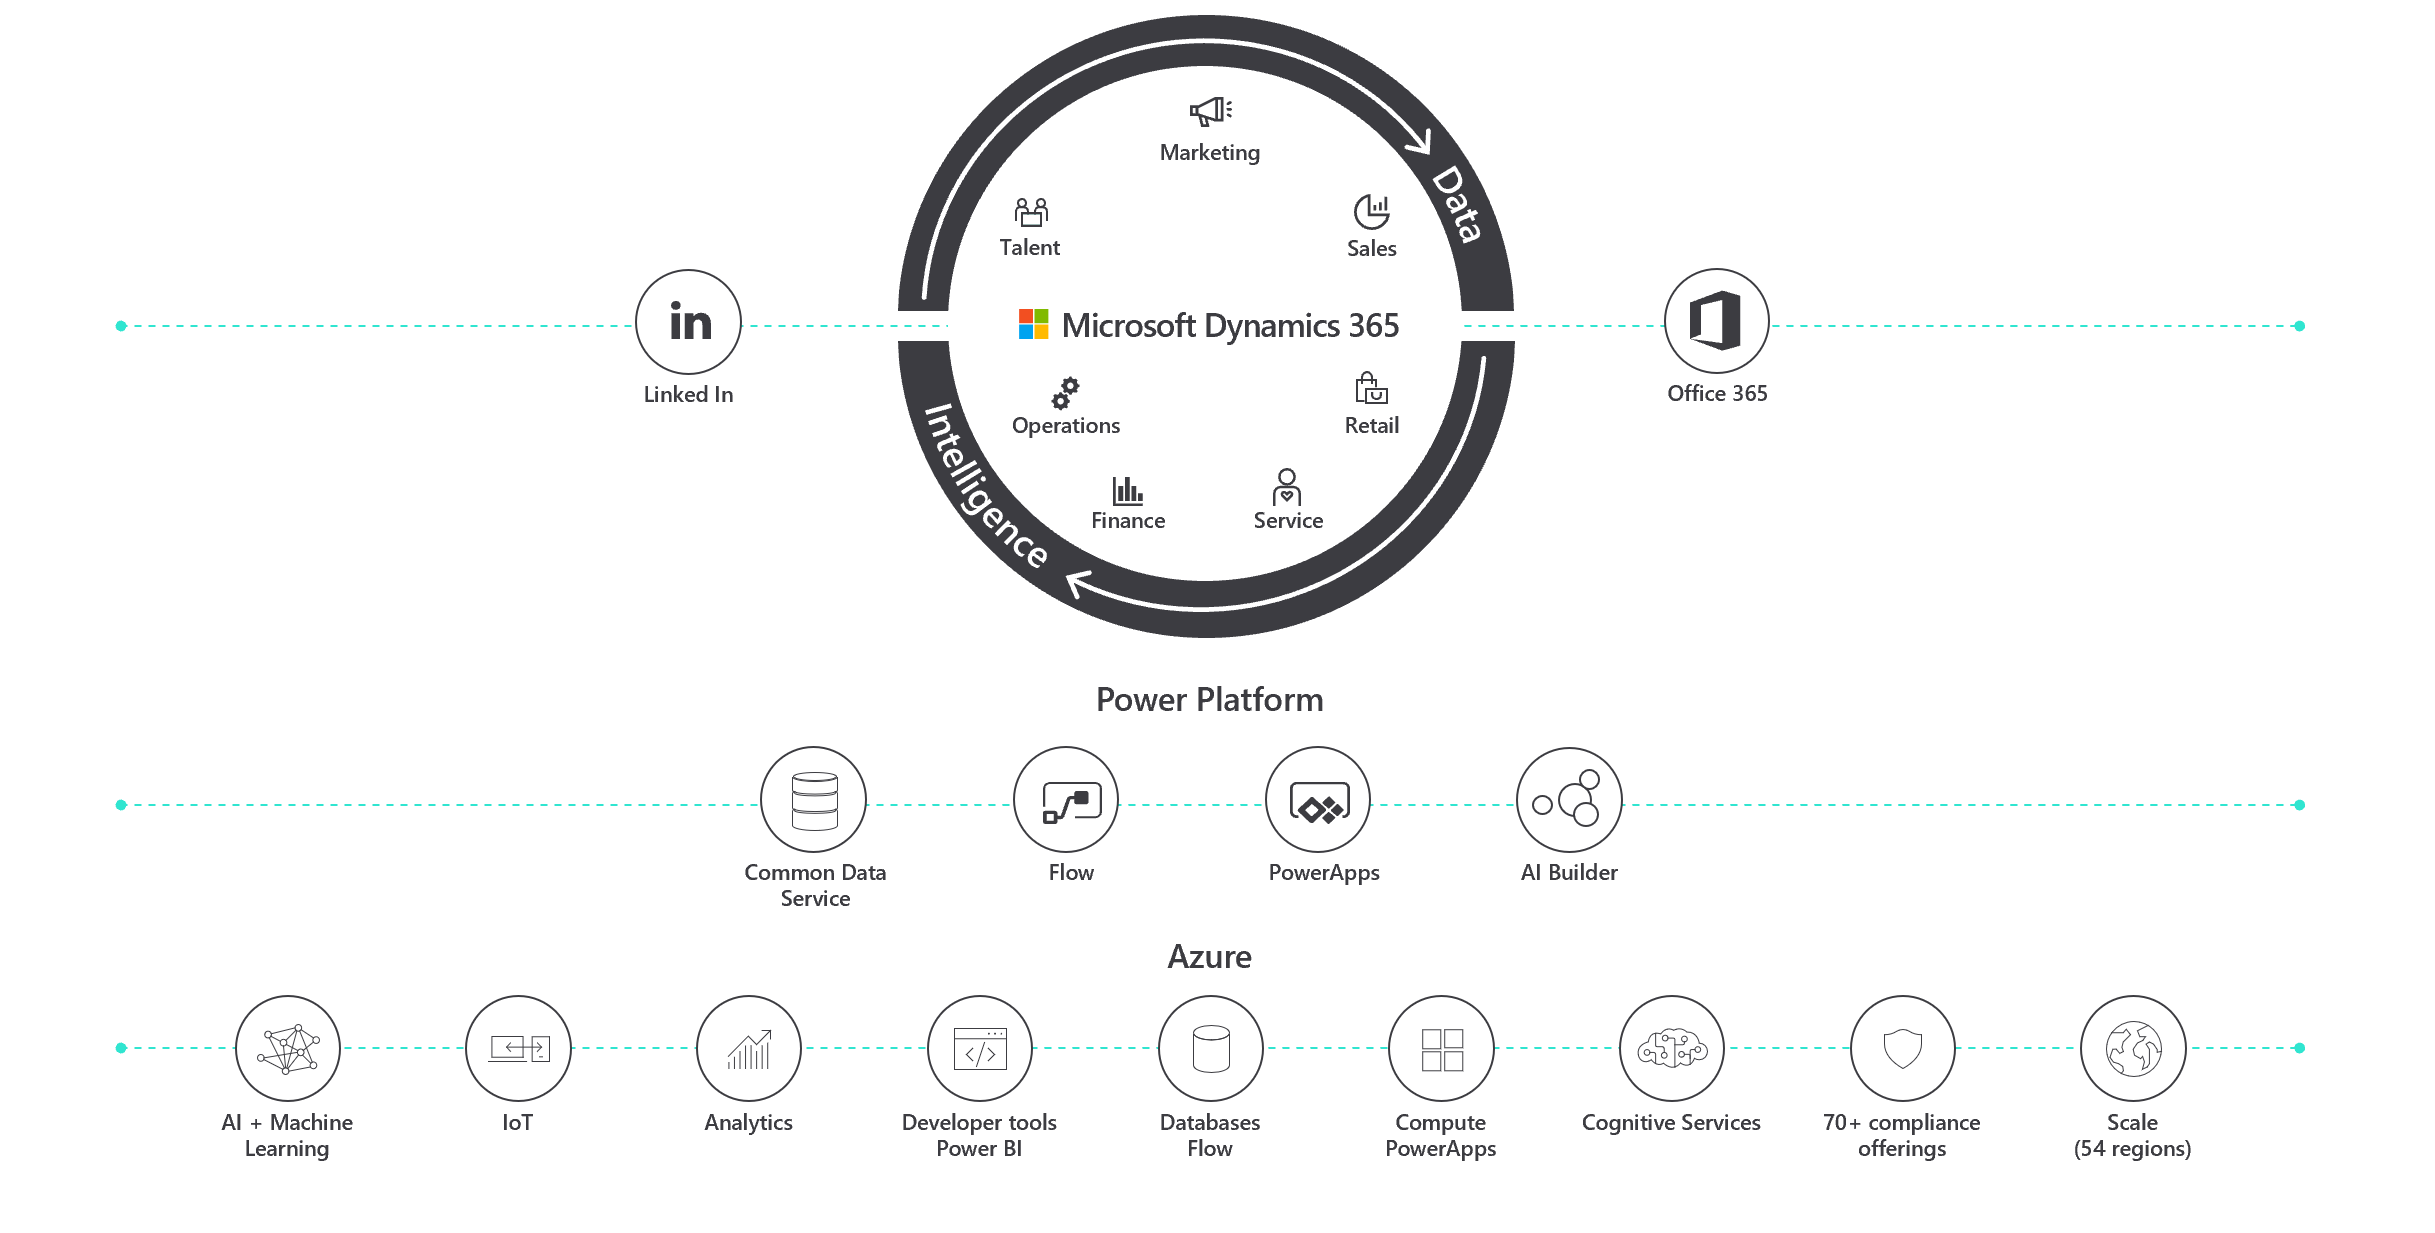 Marketing
Data
Talent
Sales
in
Microsoft Dynamics 365
Linked In
Office 365
Operations
Retail
Intelligence
Finance
Service
Power Platform
Common Data
Service
Flow
PowerApps
AI Builder
Azure
AI + Machine
Learning
IoT
Analytics
Developer tools
Power BI
Databases
Flow
Compute
PowerApps
Cognitive Services
70+ compliance
offerings
Scale
(54 regions)